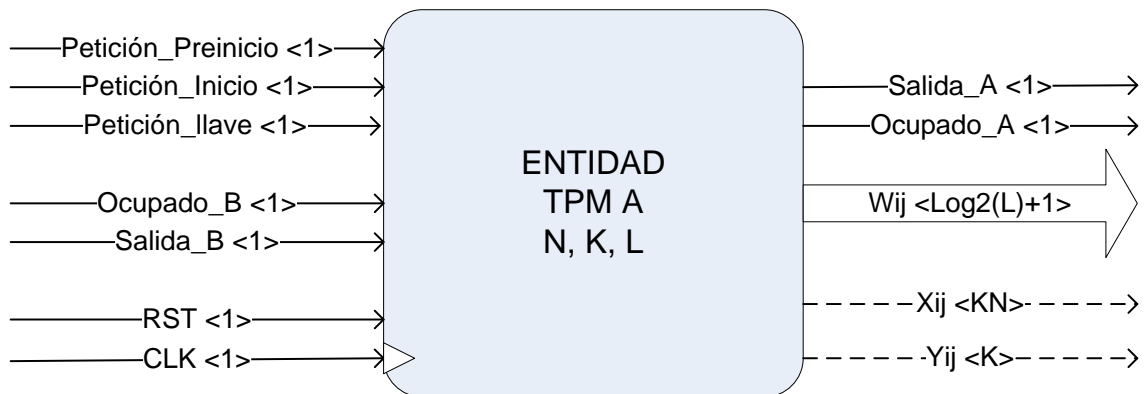 Petición_Preinicio <1>
Petición_Inicio <1>
Petición_llave <1>
Ocupado_B <1>
Salida_B <1>
RST <1>
CLK <1>
ENTIDAD
TPM A
N, K, L
Salida_A <1>
Ocupado_A <1>
Wij <Log2(L)+1>
Xij <KN>
Yij <K>